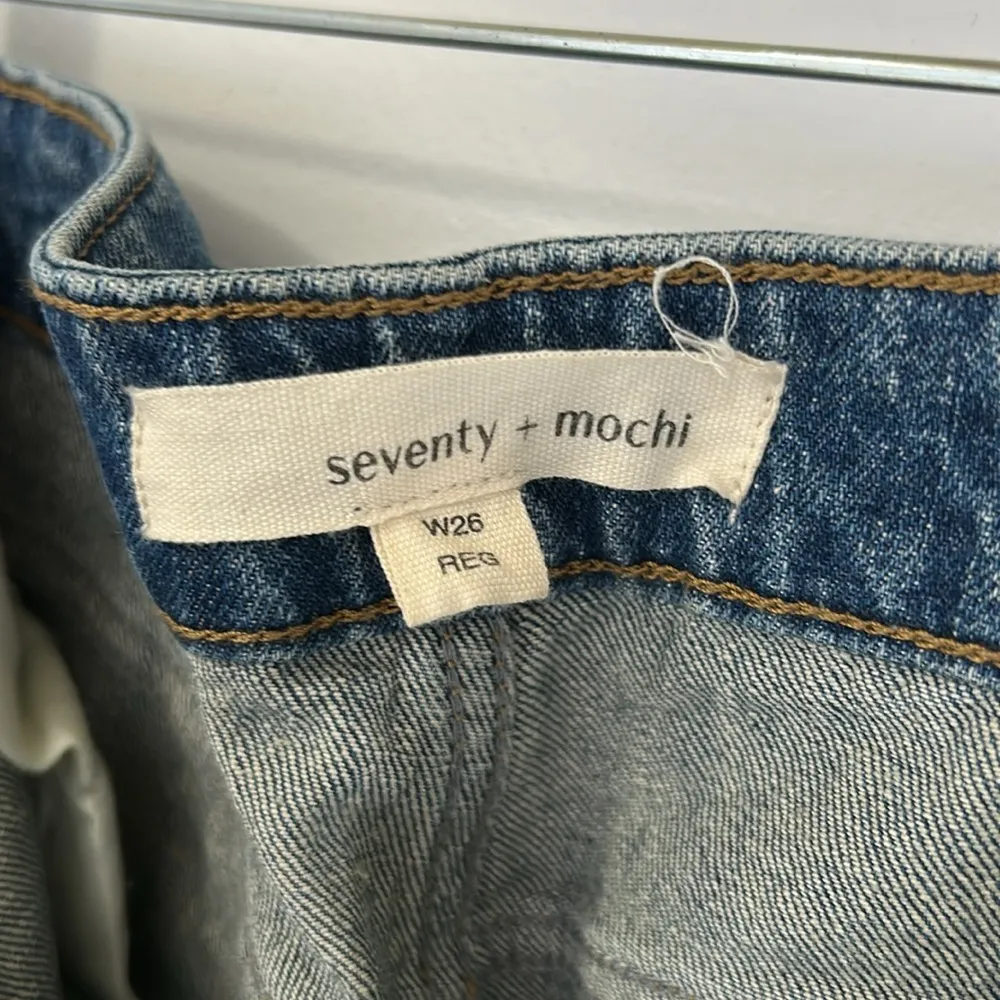 seventy + mochi
W26
REG